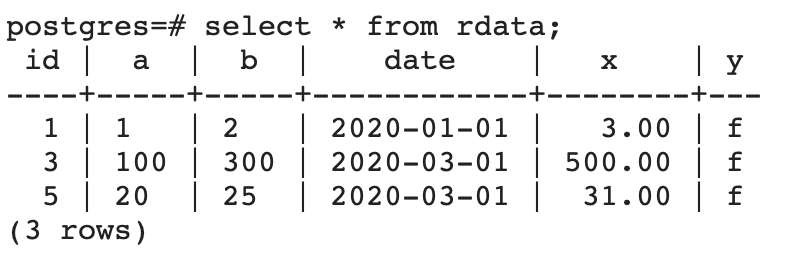 postgres=# select * from rdata;
 id |  a  |  b  |    date    |   x    | y
----+-----+-----+------------+--------+---
  1 | 1   | 2   | 2020-01-01 |   3.00 | f
  3 | 100 | 300 | 2020-03-01 | 500.00 | f
  5 | 20  | 25  | 2020-03-01 |  31.00 | f
(3 rows)